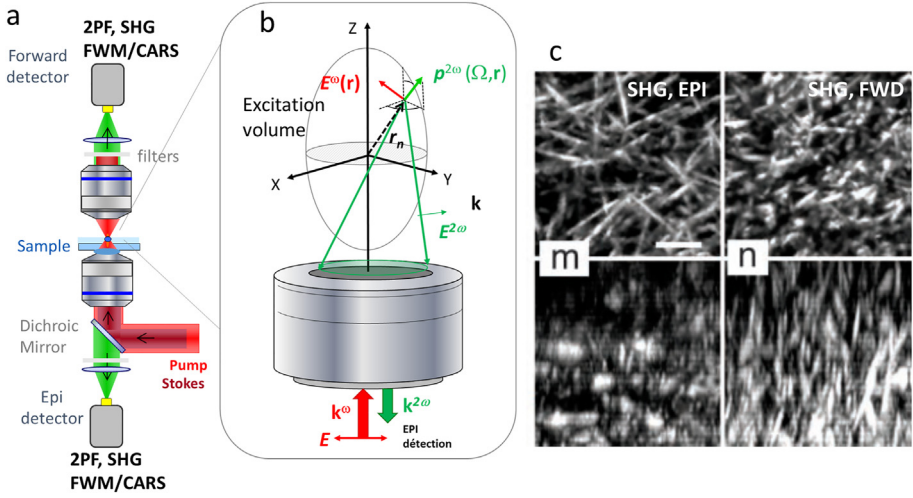 a
2PF, SHG
FWM/CARS
Forward
detector
filters
Sample
Dichroic
Mirror
Pump
Stokes
Epi
detector
2PF, SHG
FWM/CARS
b
Z
E^ω(r)
p^2ω (Ω,r)
Excitation
volume
r_n
X
Y
k
E^2ω
k^ω
k^2ω
E
EPI
détection
c
SHG, EPI
SHG, FWD
m
n